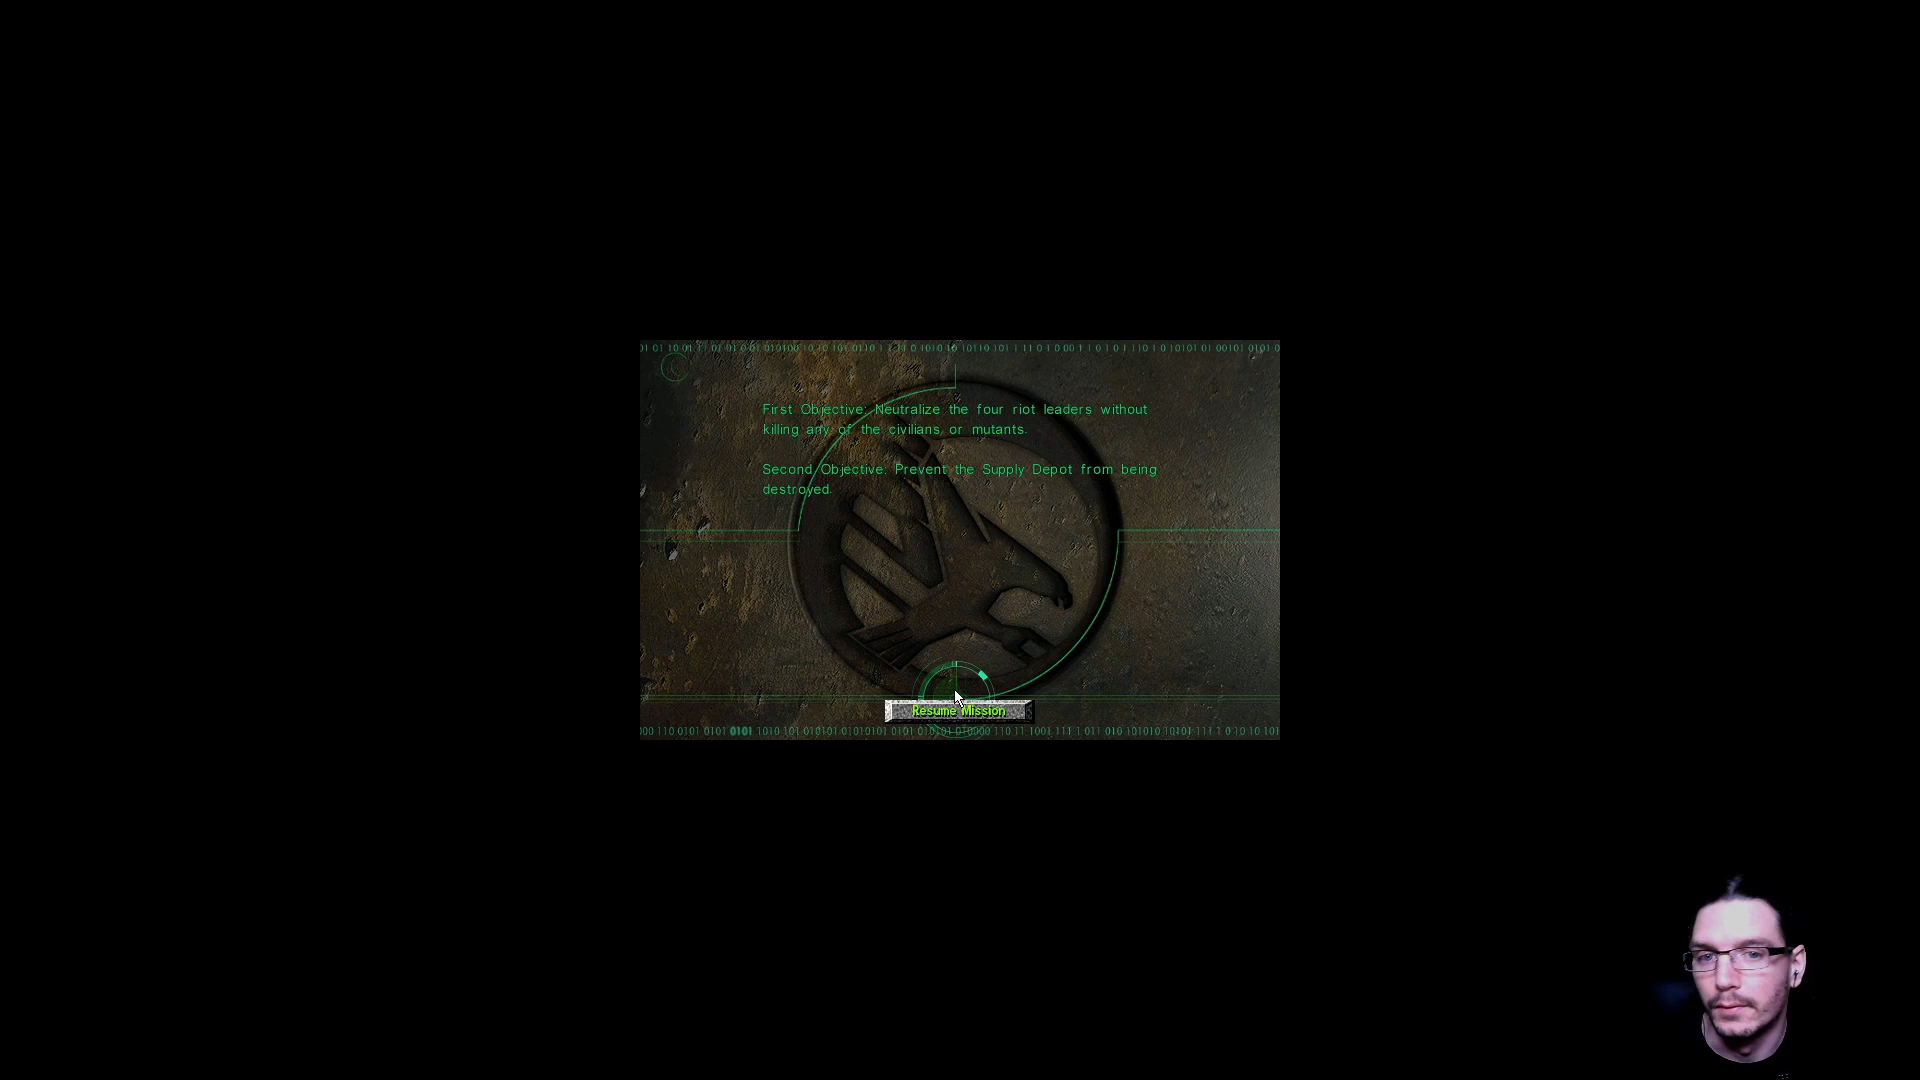 First Objective: Neutralize the four riot leaders without
killing any of the civilians or mutants.
Second Objective: Prevent the Supply Depot from being
destroyed.
Resume Mission